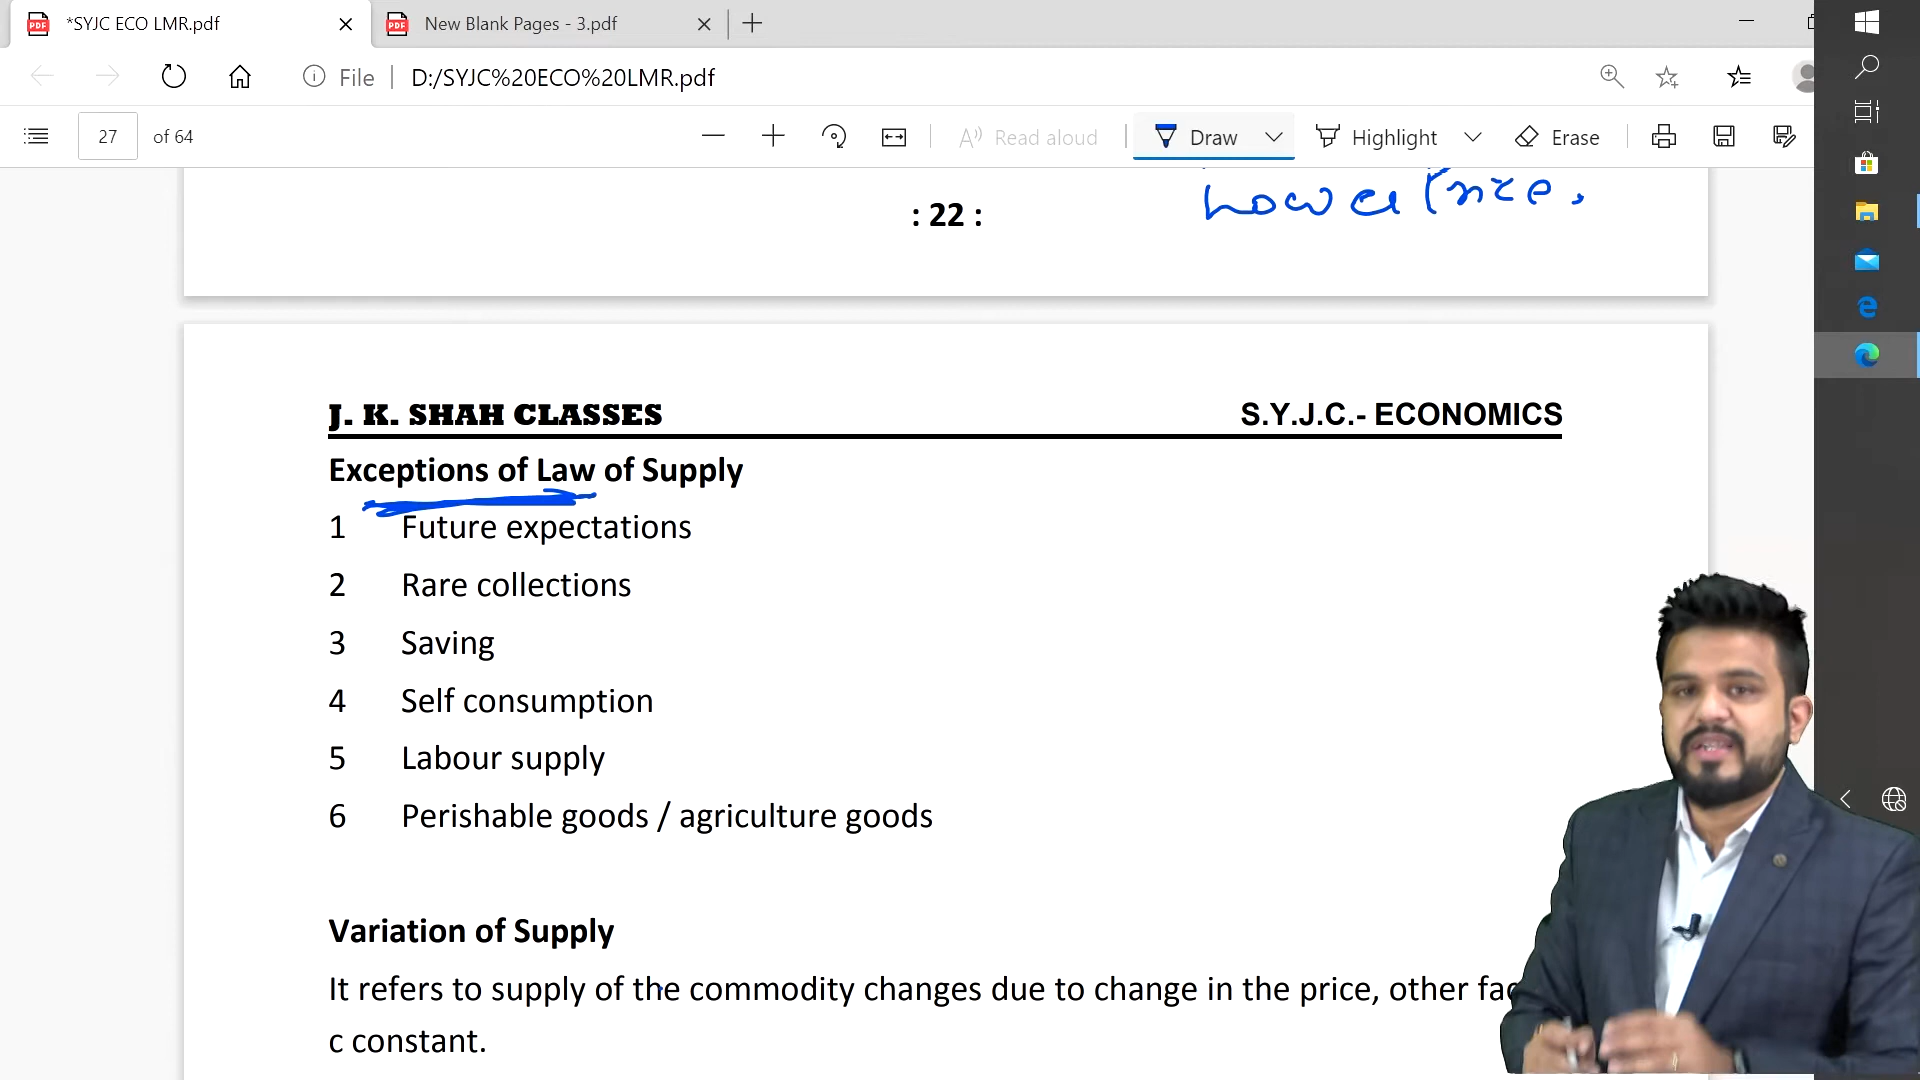 *SYJC ECO LMR.pdf
New Blank Pages - 3.pdf
File
D:/SYJC%20ECO%20LMR.pdf
27 of 64
Read aloud
Draw
Highlight
Erase
: 22 :
Lower Price.
J. K. SHAH CLASSES
S.Y.J.C.- ECONOMICS
Exceptions of Law of Supply
1 Future expectations
2 Rare collections
3 Saving
4 Self consumption
5 Labour supply
6 Perishable goods / agriculture goods
Variation of Supply
It refers to supply of the commodity changes due to change in the price, other
c constant.